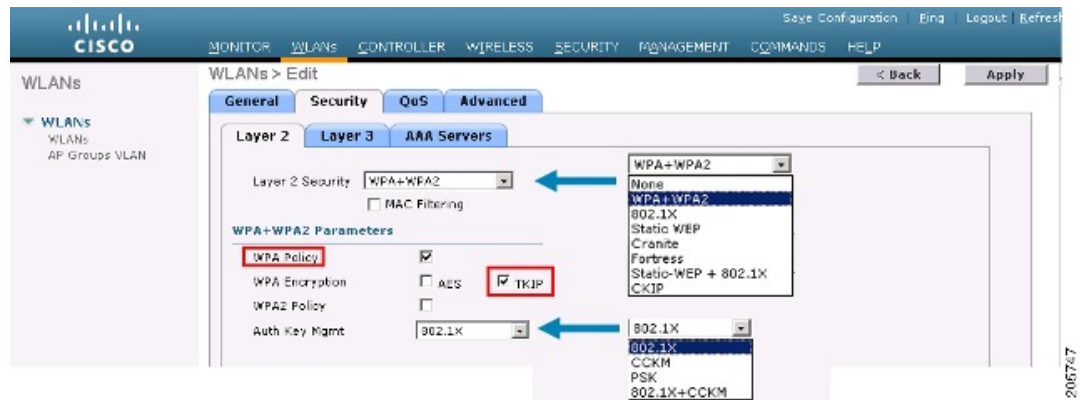 Save Configuration Ping Logout Refresh
CISCO
MONITOR WLANs CONTROLLER WIRELESS SECURITY MANAGEMENT COMMANDS HELP
WLANs
WLANs > Edit
< Back Apply
General Security QoS Advanced
WLANs
WLANs
AP Groups VLAN
Layer 2 Layer 3 AAA Servers
Layer 2 Security WPA+WPA2
MAC Filtering
WPA+WPA2
None
WPA+WPA2
802.1X
Static WEP
Cranite
Fortress
Static-WEP + 802.1X
CKIP
WPA+WPA2 Parameters
WPA Policy
WPA Encryption AES TKIP
WPA2 Policy
Auth Key Mgmt 802.1X
802.1X
802.1X
CCKM
PSK
802.1X+CCKM
205747